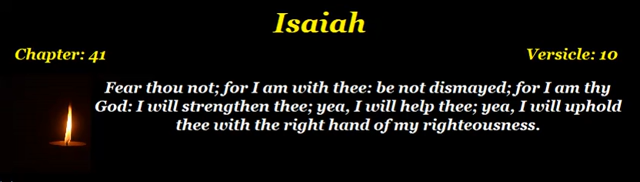 Isaiah
Chapter: 41 Versicle: 10
Fear thou not; for I am with thee: be not dismayed; for I am thy
God: I will strengthen thee; yea, I will help thee; yea, I will uphold
thee with the right hand of my righteousness.